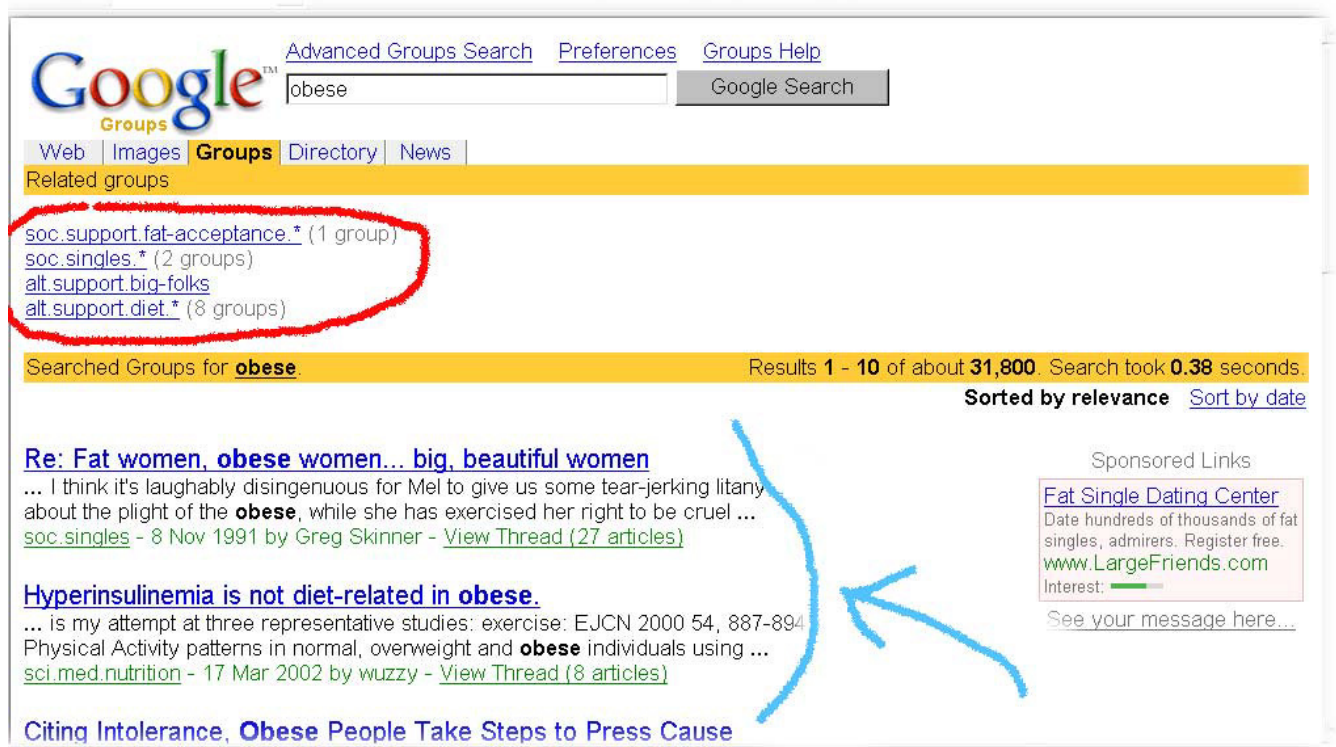 Advanced Groups Search Preferences Groups Help
Google™
Groups
obese
Google Search
Web Images Groups Directory News
Related groups
soc.support.fat-acceptance.* (1 group)
soc.singles.* (2 groups)
alt.support.big-folks
alt.support.diet.* (8 groups)
Searched Groups for obese. Results 1 - 10 of about 31,800. Search took 0.38 seconds.
Sorted by relevance Sort by date
Re: Fat women, obese women... big, beautiful women
... I think it's laughably disingenuous for Mel to give us some tear-jerking litany
about the plight of the obese, while she has exercised her right to be cruel ...
soc.singles - 8 Nov 1991 by Greg Skinner - View Thread (27 articles)
Hyperinsulinemia is not diet-related in obese.
... is my attempt at three representative studies: exercise: EJCN 2000 54, 887-894
Physical Activity patterns in normal, overweight and obese individuals using ...
sci.med.nutrition - 17 Mar 2002 by wuzzy - View Thread (8 articles)
Citing Intolerance, Obese People Take Steps to Press Cause
Sponsored Links
Fat Single Dating Center
Date hundreds of thousands of fat
singles, admirers. Register free.
www.LargeFriends.com
Interest:
See your message here...